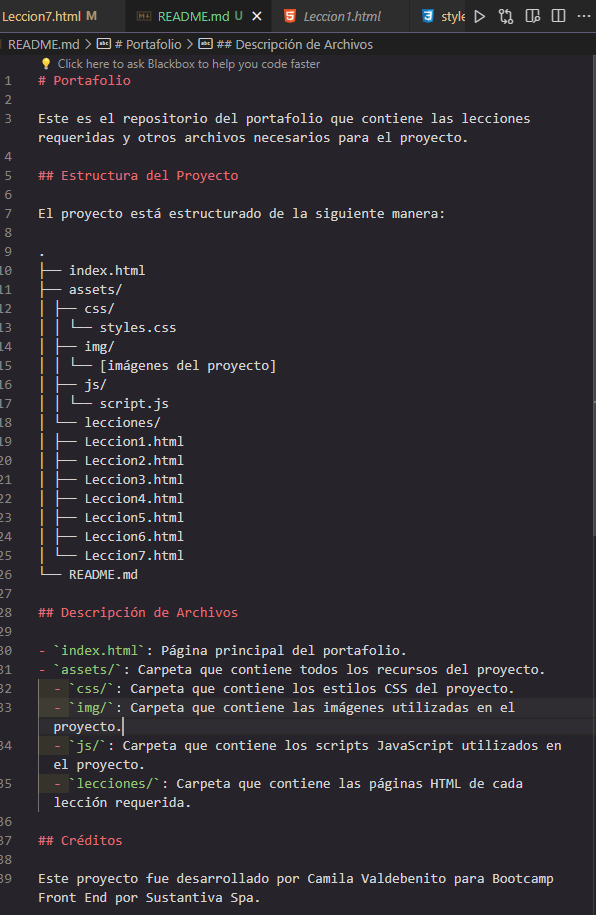 Leccion7.html M README.md U Leccion1.html style
README.md > # Portafolio > ## Descripción de Archivos
Click here to ask Blackbox to help you code faster
1 # Portafolio
2
3 Este es el repositorio del portafolio que contiene las lecciones
requeridas y otros archivos necesarios para el proyecto.
4
5 ## Estructura del Proyecto
6
7 El proyecto está estructurado de la siguiente manera:
8
9 .
10 ├── index.html
11 ├── assets/
12 │ ├── css/
13 │ │ └── styles.css
14 │ ├── img/
15 │ │ └── [imágenes del proyecto]
16 │ ├── js/
17 │ │ └── script.js
18 │ └── lecciones/
19 │ ├── Leccion1.html
20 │ ├── Leccion2.html
21 │ ├── Leccion3.html
22 │ ├── Leccion4.html
23 │ ├── Leccion5.html
24 │ ├── Leccion6.html
25 │ └── Leccion7.html
26 └── README.md
27
28 ## Descripción de Archivos
29
30 - `index.html`: Página principal del portafolio.
31 - `assets/`: Carpeta que contiene todos los recursos del proyecto.
32 - `css/`: Carpeta que contiene los estilos CSS del proyecto.
33 - `img/`: Carpeta que contiene las imágenes utilizadas en el
proyecto.
34 - `js/`: Carpeta que contiene los scripts JavaScript utilizados en
el proyecto.
35 - `lecciones/`: Carpeta que contiene las páginas HTML de cada
lección requerida.
36
37 ## Créditos
38
39 Este proyecto fue desarrollado por Camila Valdebenito para Bootcamp
Front End por Sustantiva Spa.